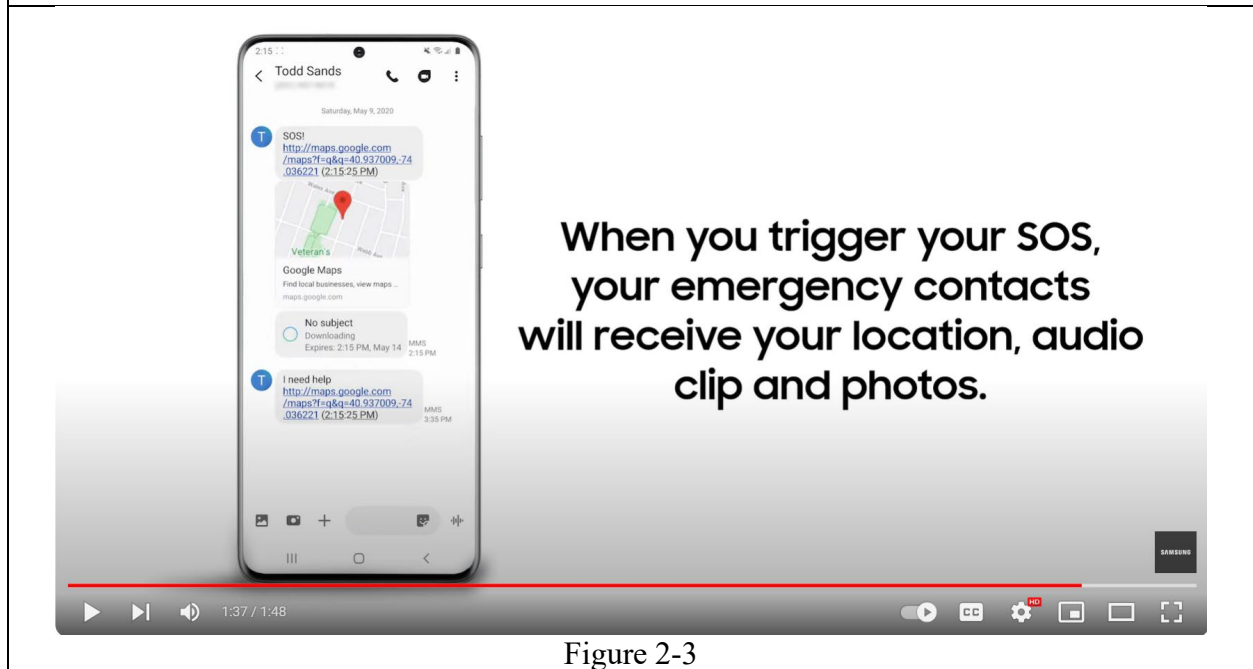 2:15
Todd Sands
Saturday, May 9, 2020
T
SOS!
http://maps.google.com
/maps?f=q&q=40.937009,-74
.036221 (2:15:25 PM)
Wales Ave
Veteran's
Webb Ave
Google Maps
Find local businesses, view maps ...
maps.google.com
No subject
Downloading
Expires: 2:15 PM, May 14
MMS
2:15 PM
T
I need help
http://maps.google.com
/maps?f=q&q=40.937009,-74
.036221 (2:15:25 PM)
MMS
3:35 PM
When you trigger your SOS,
your emergency contacts
will receive your location, audio
clip and photos.
SAMSUNG
1:37 / 1:48
CC
HD
Figure 2-3